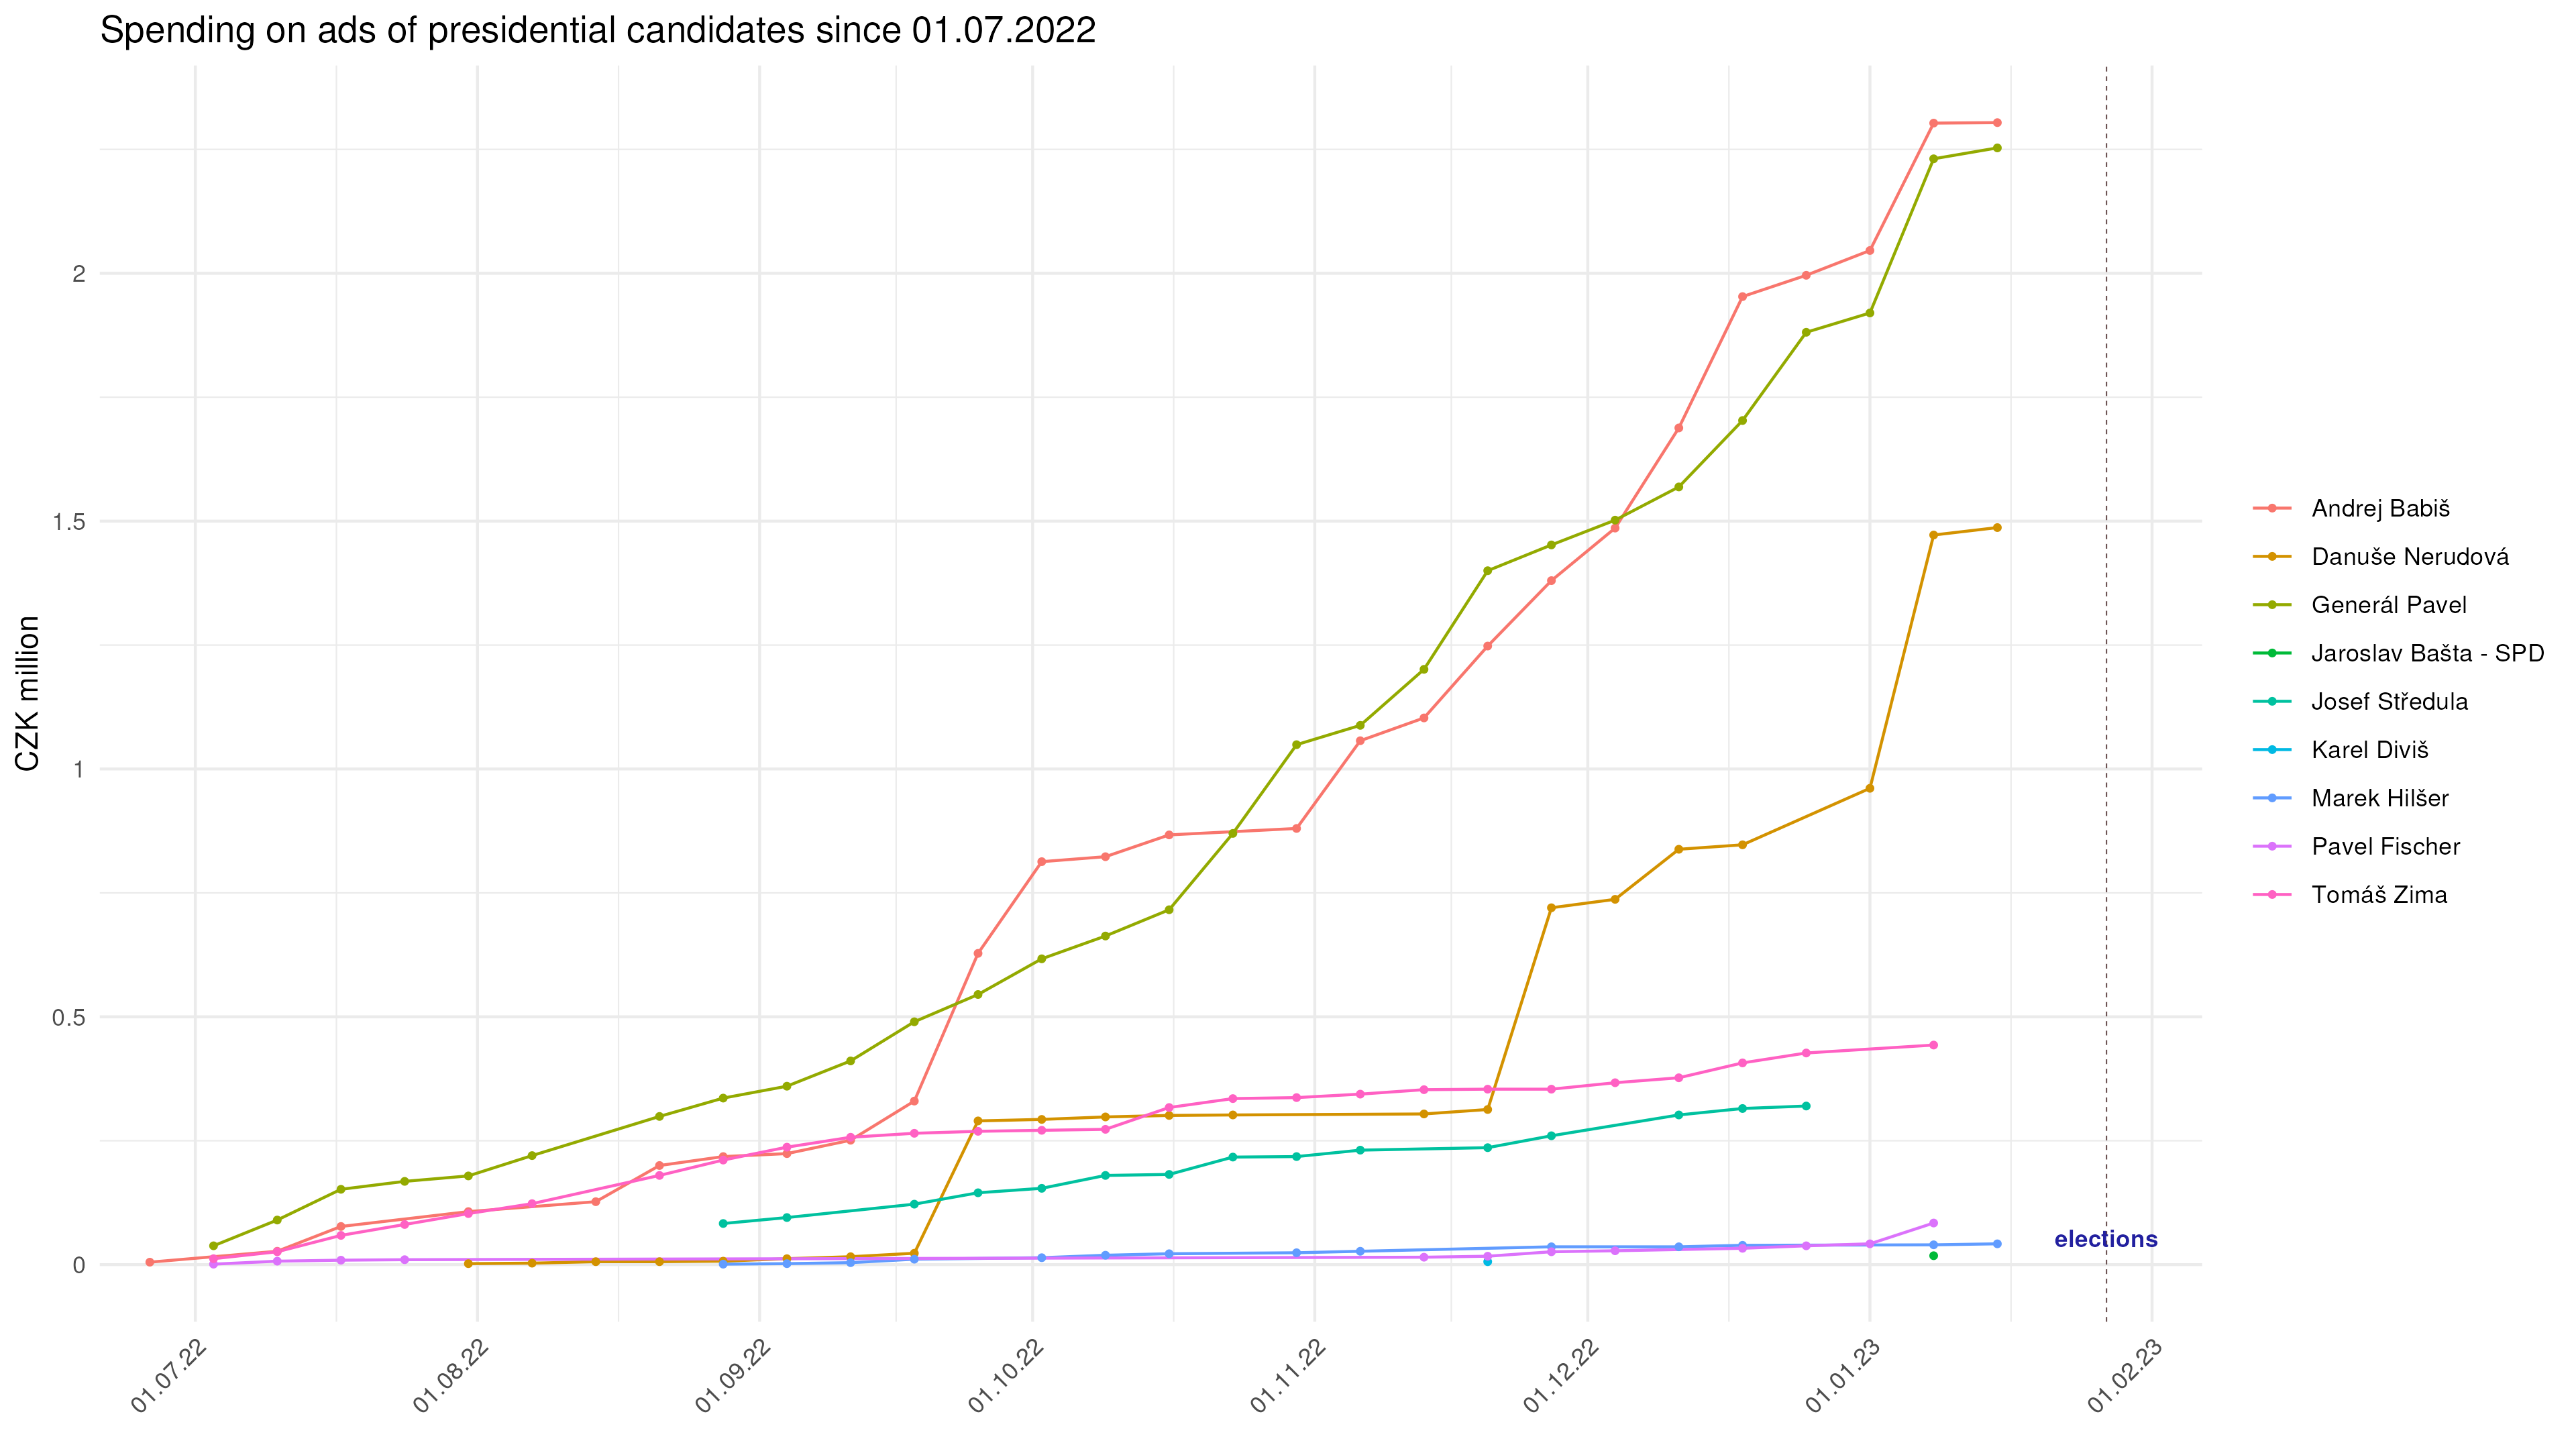 Spending on ads of presidential candidates since 01.07.2022
CZK million
2
1.5
1
0.5
0
elections
01.07.22
01.08.22
01.09.22
01.10.22
01.11.22
01.12.22
01.01.23
01.02.23
Andrej Babiš
Danuše Nerudová
Generál Pavel
Jaroslav Bašta - SPD
Josef Středula
Karel Diviš
Marek Hilšer
Pavel Fischer
Tomáš Zima